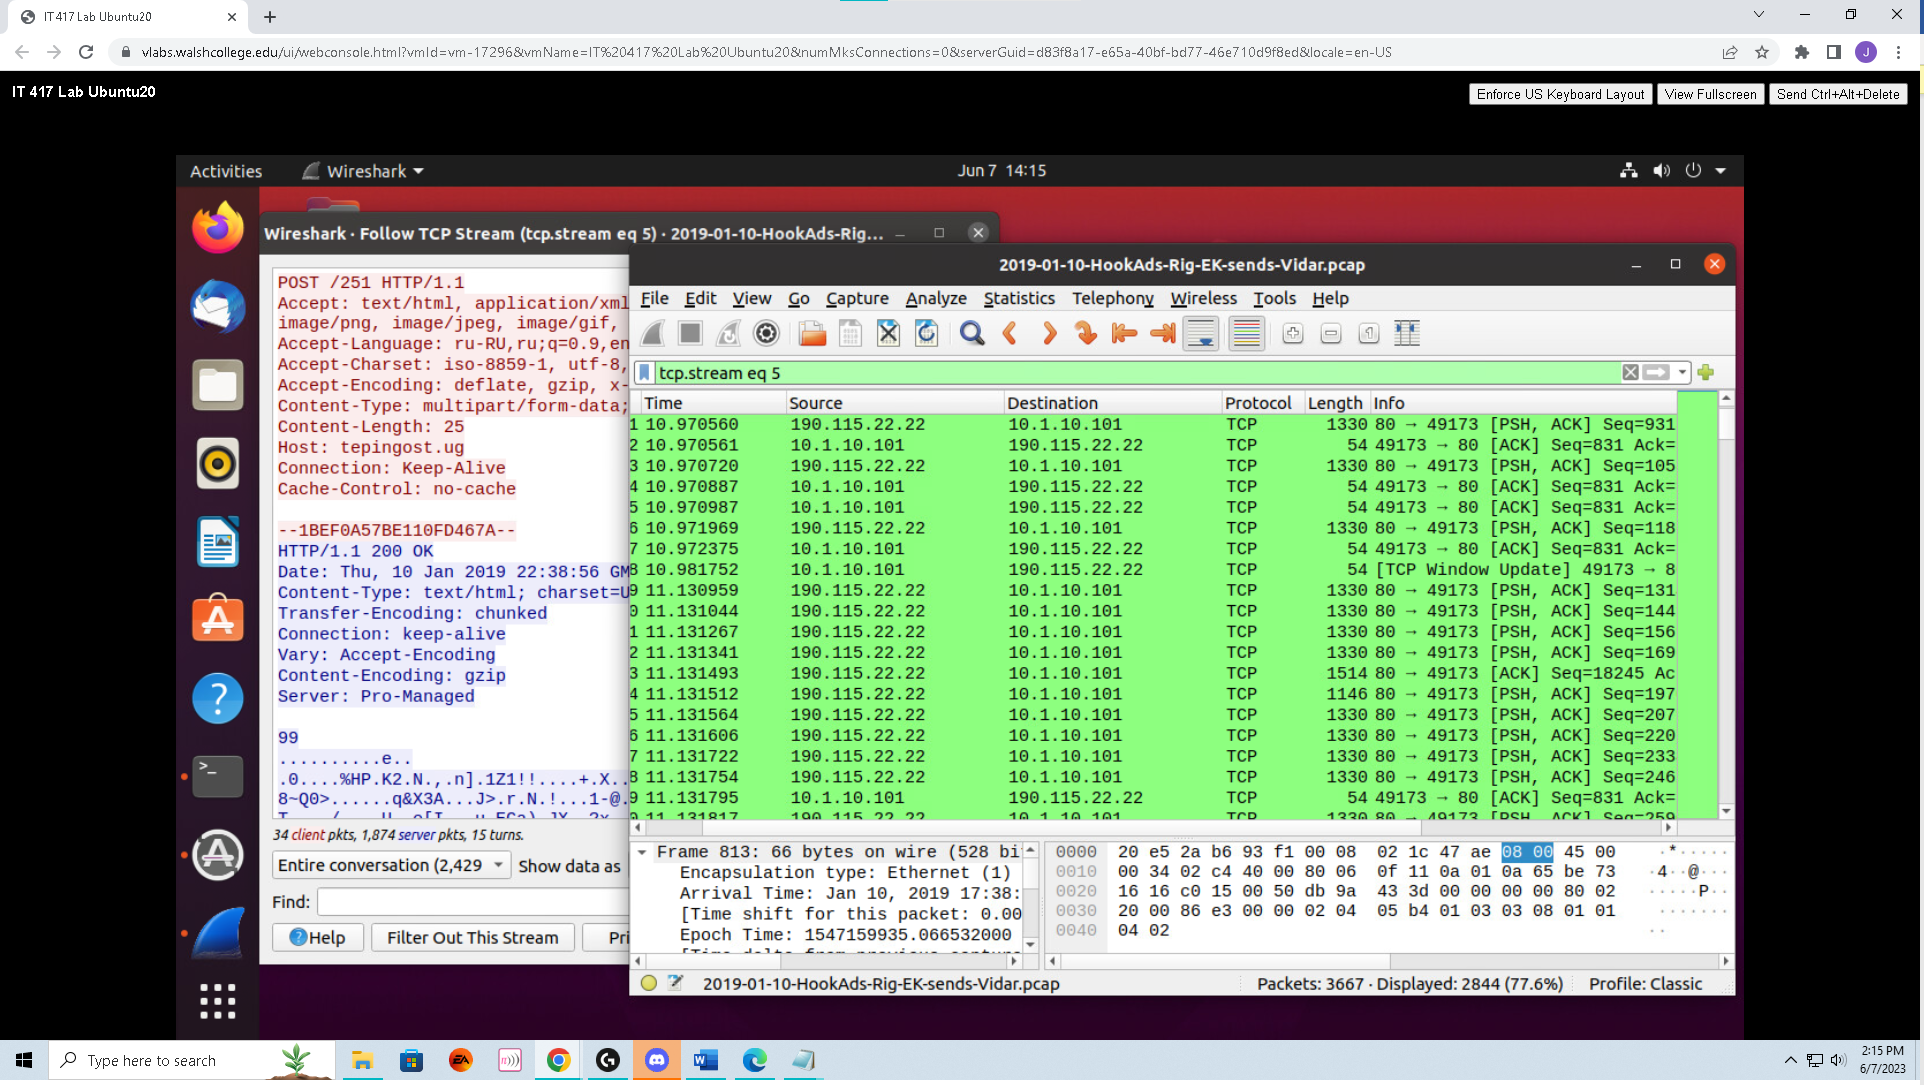 IT 417 Lab Ubuntu20
vlabs.walshcollege.edu/ui/webconsole.html?vmId=vm-17296&vmName=IT%20417%20Lab%20Ubuntu20&numMksConnections=0&serverGuid=d83f8a17-e65a-40bf-bd77-46e710d9f8ed&locale=en-US
J
IT 417 Lab Ubuntu20
Enforce US Keyboard Layout
View Fullscreen
Send Ctrl+Alt+Delete
Activities
Wireshark
Jun 7 14:15
Wireshark · Follow TCP Stream (tcp.stream eq 5) · 2019-01-10-HookAds-Rig...
POST /251 HTTP/1.1
Accept: text/html, application/xml
image/png, image/jpeg, image/gif,
Accept-Language: ru-RU,ru;q=0.9,en
Accept-Charset: iso-8859-1, utf-8,
Accept-Encoding: deflate, gzip, x-
Content-Type: multipart/form-data;
Content-Length: 25
Host: tepingost.ug
Connection: Keep-Alive
Cache-Control: no-cache
--1BEF0A57BE110FD467A--
HTTP/1.1 200 OK
Date: Thu, 10 Jan 2019 22:38:56 GM
Content-Type: text/html; charset=U
Transfer-Encoding: chunked
Connection: keep-alive
Vary: Accept-Encoding
Content-Encoding: gzip
Server: Pro-Managed
99
..........e..
.0....%HP.K2.N.,.n].1Z1!!....+.X..
8~Q0>......q&X3A...J>.r.N.!...1-@.
34 client pkts, 1,874 server pkts, 15 turns.
Entire conversation (2,429
Show data as
Find:
Help
Filter Out This Stream
Pri
2019-01-10-HookAds-Rig-EK-sends-Vidar.pcap
File Edit View Go Capture Analyze Statistics Telephony Wireless Tools Help
tcp.stream eq 5
Time Source Destination Protocol Length Info
1 10.970560 190.115.22.22 10.1.10.101 TCP 1330 80 → 49173 [PSH, ACK] Seq=931
2 10.970561 10.1.10.101 190.115.22.22 TCP 54 49173 → 80 [ACK] Seq=831 Ack=
3 10.970720 190.115.22.22 10.1.10.101 TCP 1330 80 → 49173 [PSH, ACK] Seq=105
4 10.970887 10.1.10.101 190.115.22.22 TCP 54 49173 → 80 [ACK] Seq=831 Ack=
5 10.970987 10.1.10.101 190.115.22.22 TCP 54 49173 → 80 [ACK] Seq=831 Ack=
6 10.971969 190.115.22.22 10.1.10.101 TCP 1330 80 → 49173 [PSH, ACK] Seq=118
7 10.972375 10.1.10.101 190.115.22.22 TCP 54 49173 → 80 [ACK] Seq=831 Ack=
8 10.981752 10.1.10.101 190.115.22.22 TCP 54 [TCP Window Update] 49173 → 8
9 11.130959 190.115.22.22 10.1.10.101 TCP 1330 80 → 49173 [PSH, ACK] Seq=131
0 11.131044 190.115.22.22 10.1.10.101 TCP 1330 80 → 49173 [PSH, ACK] Seq=144
1 11.131267 190.115.22.22 10.1.10.101 TCP 1330 80 → 49173 [PSH, ACK] Seq=156
2 11.131341 190.115.22.22 10.1.10.101 TCP 1330 80 → 49173 [PSH, ACK] Seq=169
3 11.131493 190.115.22.22 10.1.10.101 TCP 1514 80 → 49173 [ACK] Seq=18245 Ac
4 11.131512 190.115.22.22 10.1.10.101 TCP 1146 80 → 49173 [PSH, ACK] Seq=197
5 11.131564 190.115.22.22 10.1.10.101 TCP 1330 80 → 49173 [PSH, ACK] Seq=207
6 11.131606 190.115.22.22 10.1.10.101 TCP 1330 80 → 49173 [PSH, ACK] Seq=220
7 11.131722 190.115.22.22 10.1.10.101 TCP 1330 80 → 49173 [PSH, ACK] Seq=233
8 11.131754 190.115.22.22 10.1.10.101 TCP 1330 80 → 49173 [PSH, ACK] Seq=246
9 11.131795 10.1.10.101 190.115.22.22 TCP 54 49173 → 80 [ACK] Seq=831 Ack=
0 11.131817 190.115.22.22 10.1.10.101 TCP 1330 80 → 49173 [PSH, ACK] Seq=259
Frame 813: 66 bytes on wire (528 bi
Encapsulation type: Ethernet (1)
Arrival Time: Jan 10, 2019 17:38:
[Time shift for this packet: 0.00
Epoch Time: 1547159935.066532000
[Time delta from previous capture
0000 20 e5 2a b6 93 f1 00 08 02 1c 47 ae 08 00 45 00 ·*·····
0010 00 34 02 c4 40 00 80 06 0f 11 0a 01 0a 65 be 73 ·4··@···
0020 16 16 c0 15 00 50 db 9a 43 3d 00 00 00 00 80 02 ·····P··
0030 20 00 86 e3 00 00 02 04 05 b4 01 03 03 08 01 01 ·······
0040 04 02 ··
2019-01-10-HookAds-Rig-EK-sends-Vidar.pcap
Packets: 3667 · Displayed: 2844 (77.6%)
Profile: Classic
Type here to search
2:15 PM
6/7/2023